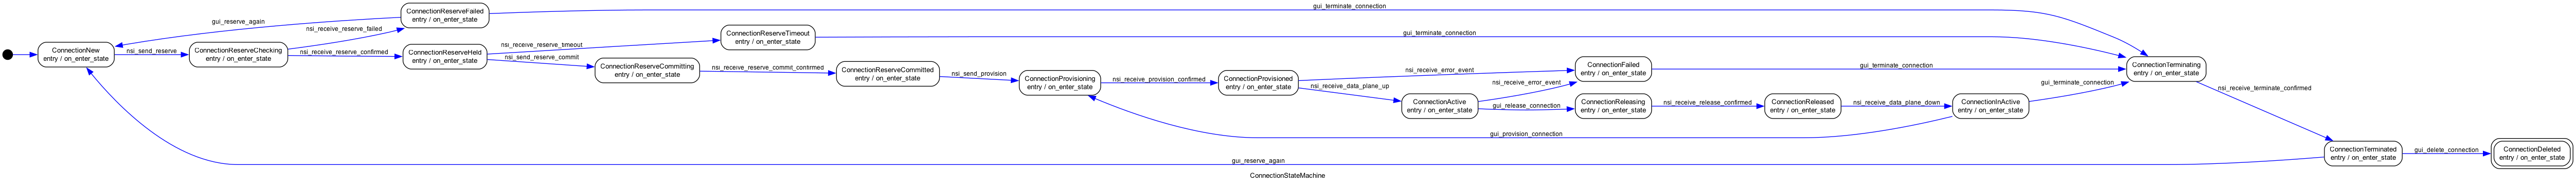 ConnectionReserveFailed
entry / on_enter_state
gui_terminate_connection
gui_reserve_again
nsi_receive_reserve_failed
ConnectionReserveTimeout
entry / on_enter_state
gui_terminate_connection
nsi_receive_reserve_timeout
ConnectionNew
entry / on_enter_state
nsi_send_reserve
ConnectionReserveChecking
entry / on_enter_state
nsi_receive_reserve_confirmed
ConnectionReserveHeld
entry / on_enter_state
nsi_send_reserve_commit
ConnectionReserveCommitting
entry / on_enter_state
nsi_receive_reserve_commit_confirmed
ConnectionReserveCommitted
entry / on_enter_state
nsi_send_provision
ConnectionProvisioning
entry / on_enter_state
nsi_receive_provision_confirmed
ConnectionProvisioned
entry / on_enter_state
nsi_receive_error_event
nsi_receive_data_plane_up
ConnectionFailed
entry / on_enter_state
gui_terminate_connection
ConnectionTerminating
entry / on_enter_state
ConnectionActive
entry / on_enter_state
nsi_receive_error_event
gui_release_connection
ConnectionReleasing
entry / on_enter_state
nsi_receive_release_confirmed
ConnectionReleased
entry / on_enter_state
nsi_receive_data_plane_down
ConnectionInActive
entry / on_enter_state
gui_terminate_connection
nsi_receive_terminate_confirmed
gui_provision_connection
ConnectionTerminated
entry / on_enter_state
gui_delete_connection
ConnectionDeleted
entry / on_enter_state
gui_reserve_again
ConnectionStateMachine